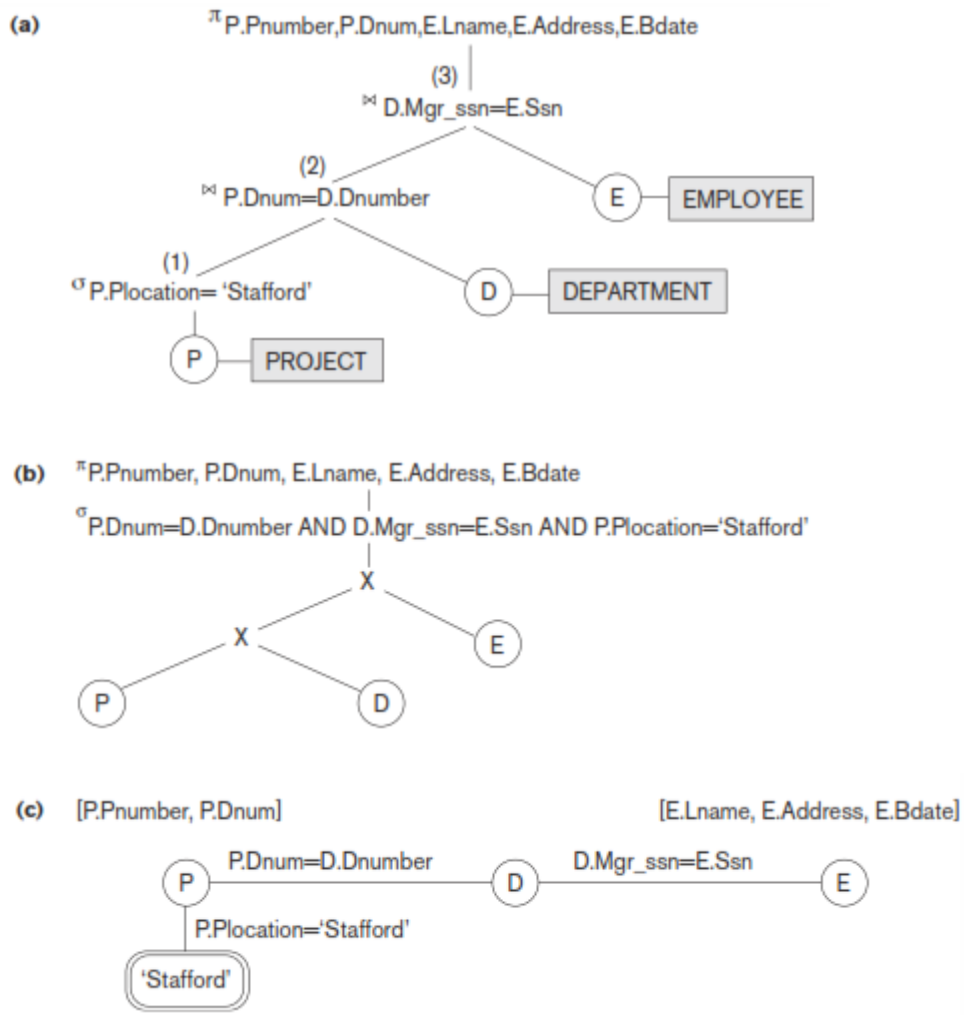 (a) π P.Pnumber,P.Dnum,E.Lname,E.Address,E.Bdate
(3)
⋈ D.Mgr_ssn=E.Ssn
(2)
⋈ P.Dnum=D.Dnumber
E EMPLOYEE
(1)
σ P.Plocation= ‘Stafford’
D DEPARTMENT
P PROJECT
(b) π P.Pnumber, P.Dnum, E.Lname, E.Address, E.Bdate
σ P.Dnum=D.Dnumber AND D.Mgr_ssn=E.Ssn AND P.Plocation=‘Stafford’
X
X
E
P D
(c) [P.Pnumber, P.Dnum] [E.Lname, E.Address, E.Bdate]
P.Dnum=D.Dnumber D.Mgr_ssn=E.Ssn
P D E
P.Plocation=‘Stafford’
‘Stafford’